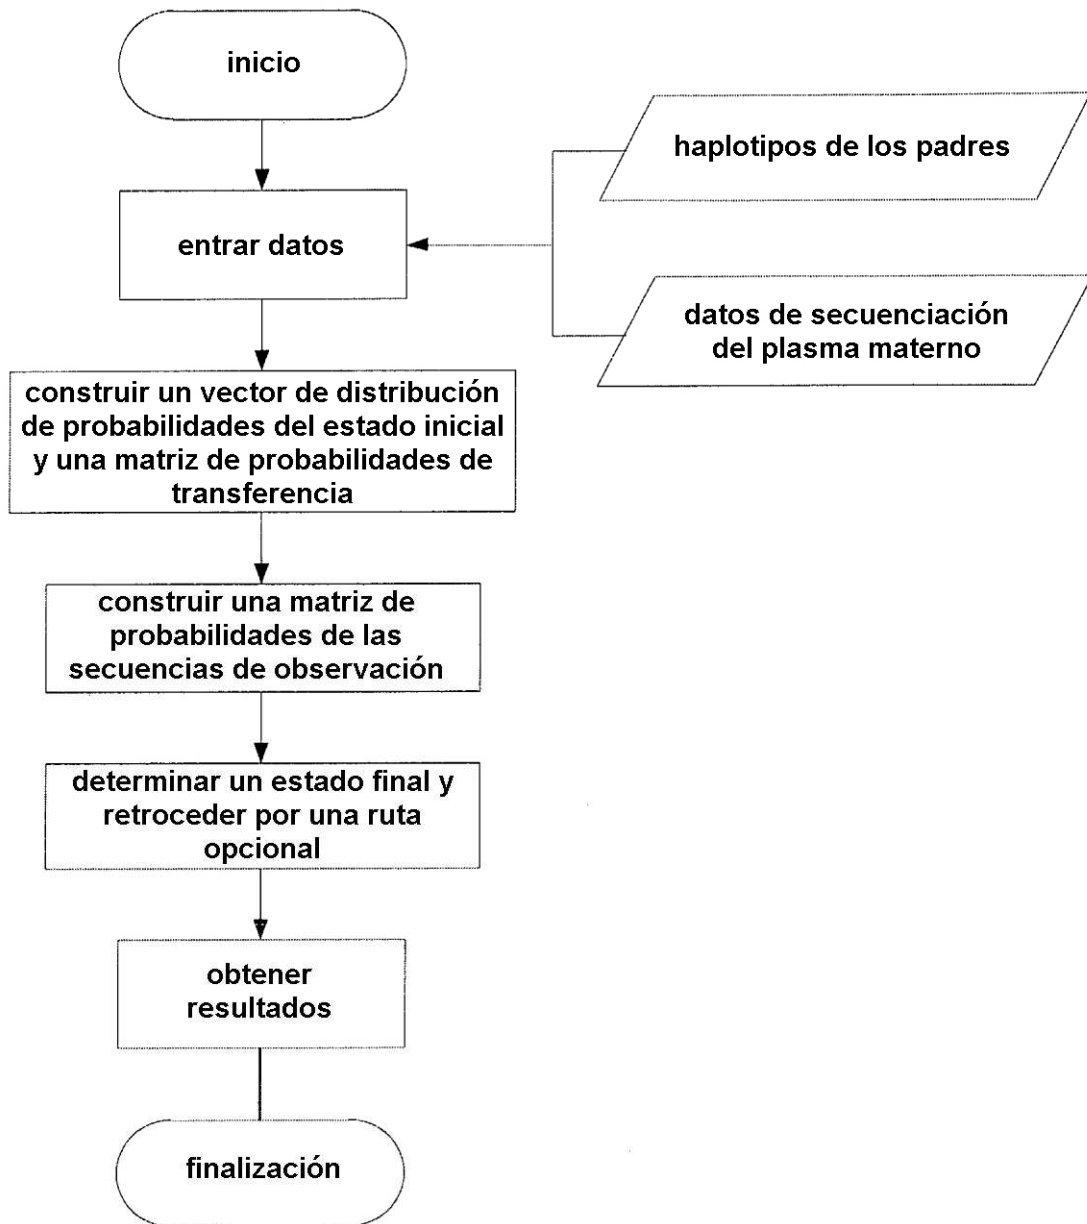 inicio
haplotipos de los padres
entrar datos
datos de secuenciación
del plasma materno
construir un vector de distribución
de probabilidades del estado inicial
y una matriz de probabilidades de
transferencia
construir una matriz de
probabilidades de las
secuencias de observación
determinar un estado final y
retroceder por una ruta
opcional
obtener
resultados
finalización